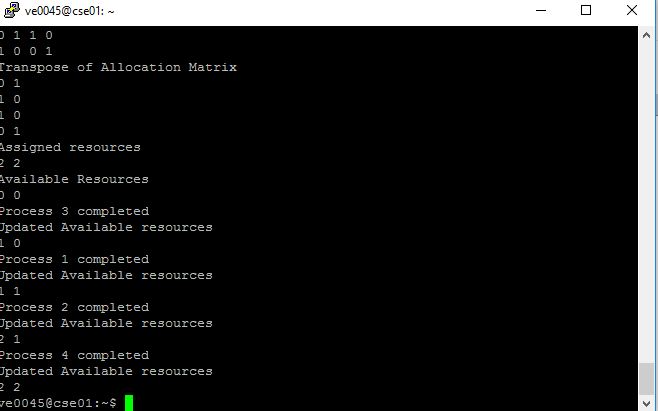 ve0045@cse01: ~
0 1 1 0
1 0 0 1
Transpose of Allocation Matrix
0 1
1 0
1 0
0 1
Assigned resources
2 2
Available Resources
0 0
Process 3 completed
Updated Available resources
1 0
Process 1 completed
Updated Available resources
1 1
Process 2 completed
Updated Available resources
2 1
Process 4 completed
Updated Available resources
2 2
ve0045@cse01:~$